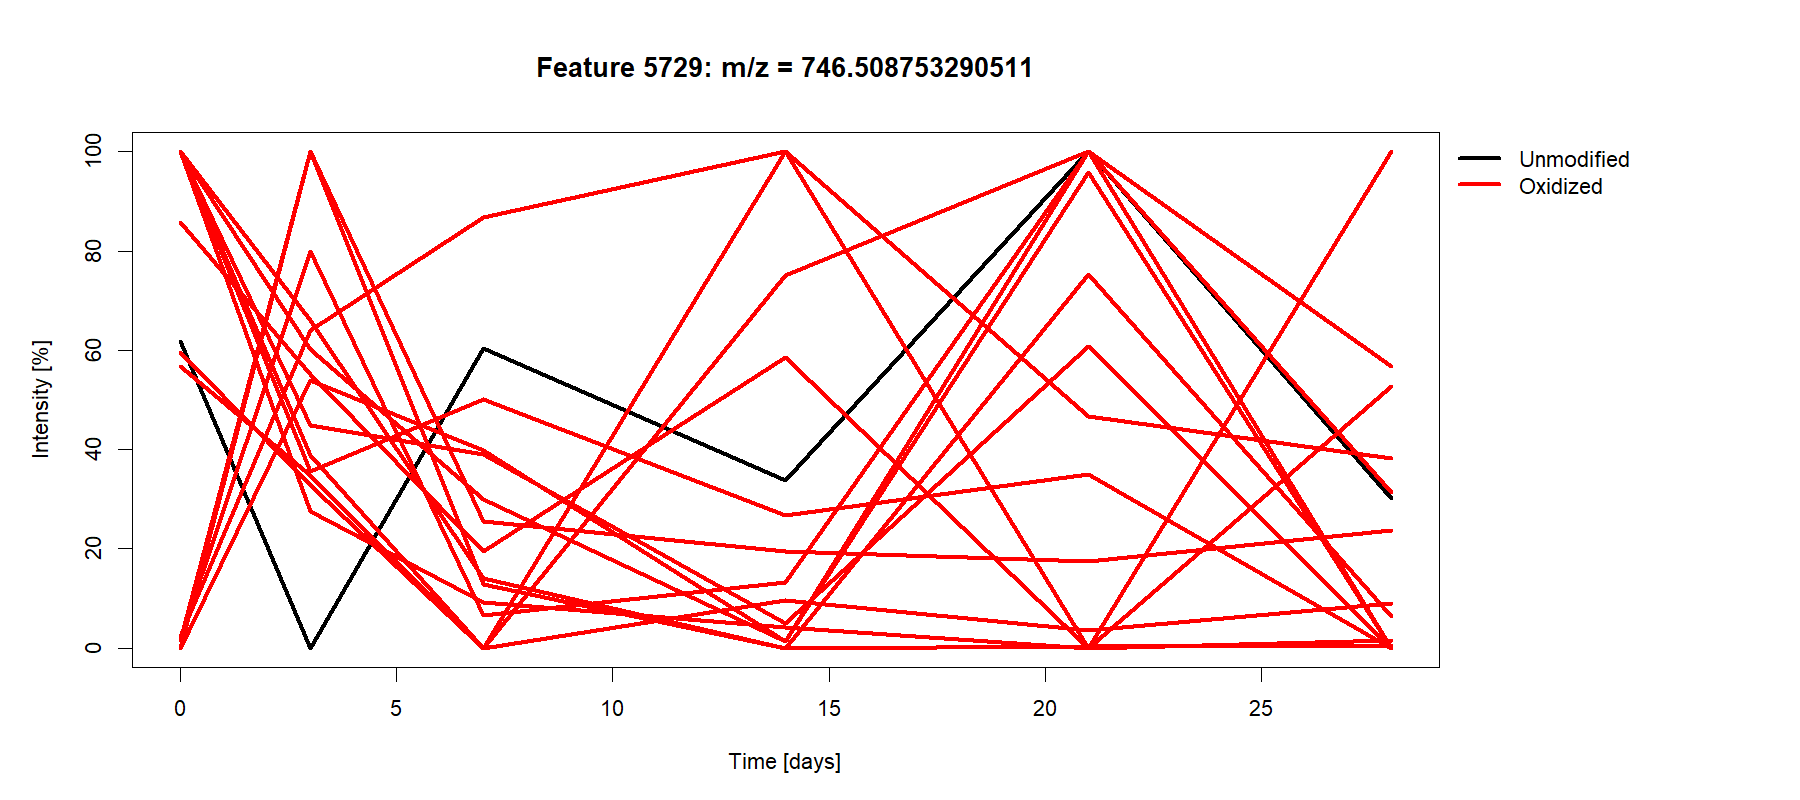 Feature 5729: m/z = 746.508753290511
Unmodified
Oxidized
Intensity [%]
100
80
60
40
20
0
0 5 10 15 20 25
Time [days]